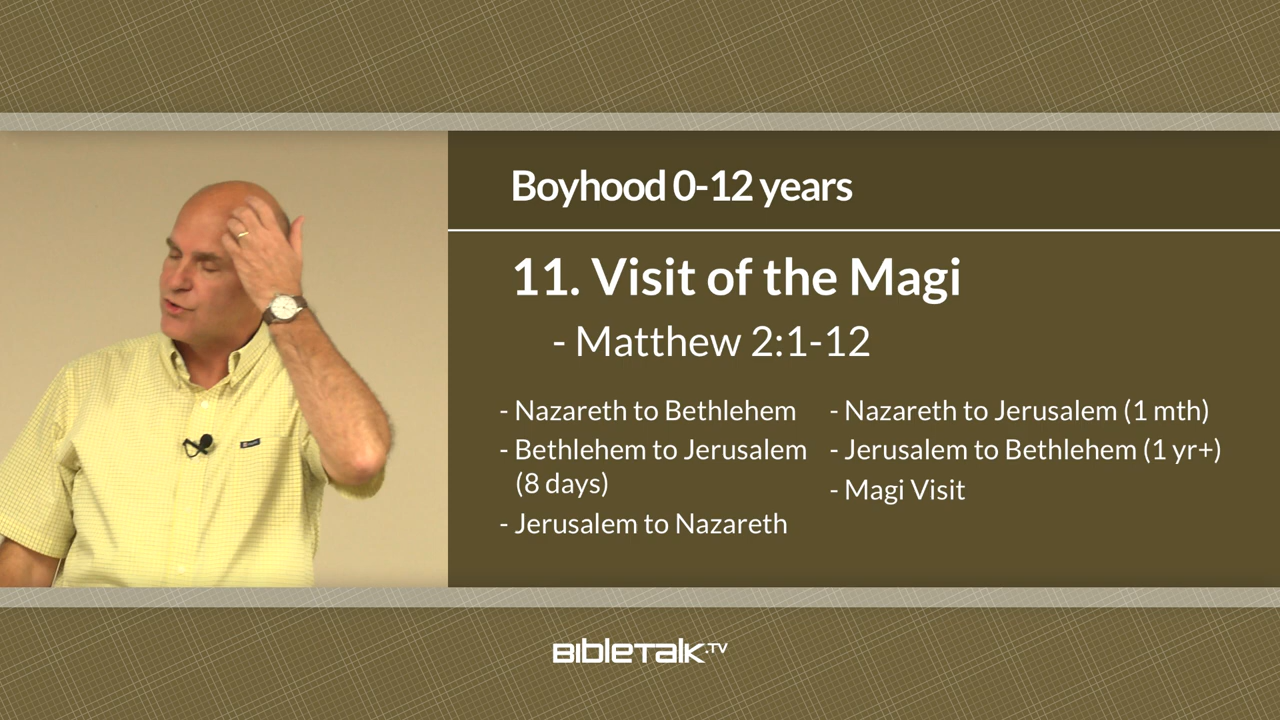 Boyhood 0-12 years
11. Visit of the Magi
- Matthew 2:1-12
- Nazareth to Bethlehem
- Bethlehem to Jerusalem
(8 days)
- Jerusalem to Nazareth
- Nazareth to Jerusalem (1 mth)
- Jerusalem to Bethlehem (1 yr+)
- Magi Visit
BibleTalk.TV